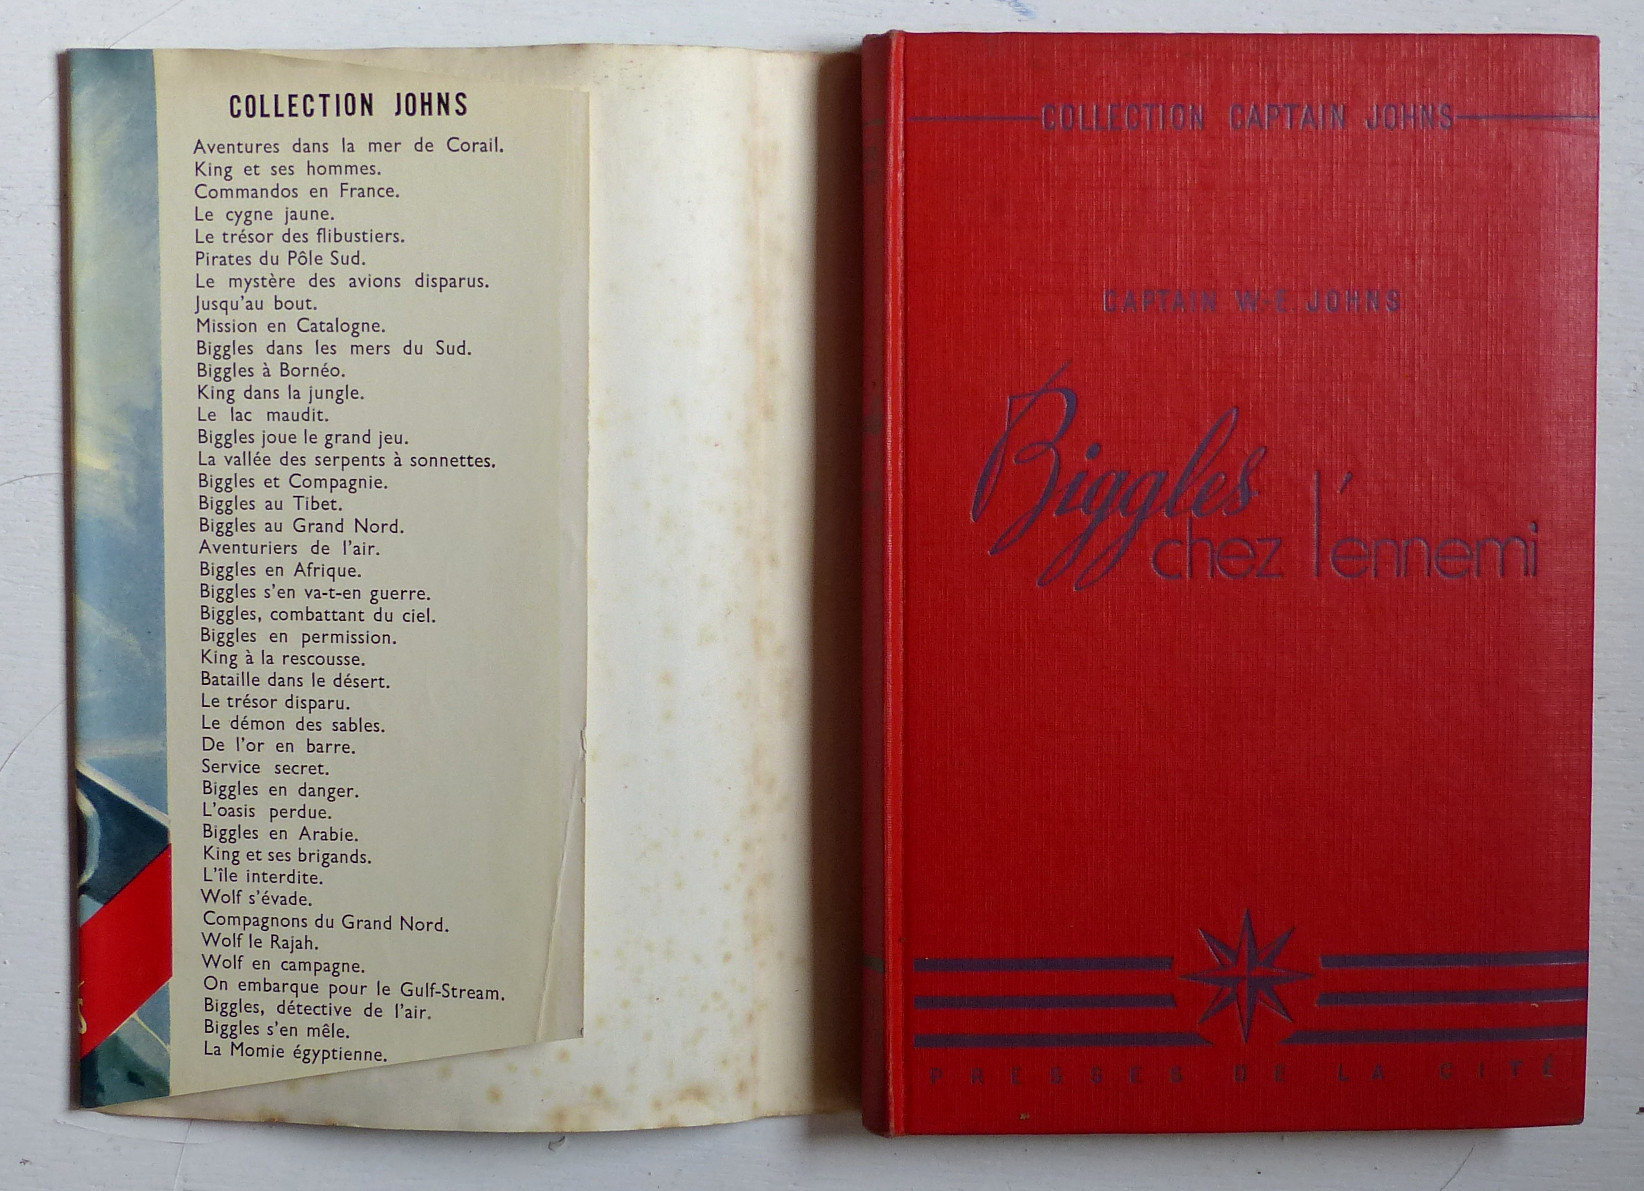 COLLECTION JOHNS
Aventures dans la mer de Corail.
King et ses hommes.
Commandos en France.
Le cygne jaune.
Le trésor des flibustiers.
Pirates du Pôle Sud.
Le mystère des avions disparus.
Jusqu'au bout.
Mission en Catalogne.
Biggles dans les mers du Sud.
Biggles à Bornéo.
King dans la jungle.
Le lac maudit.
Biggles joue le grand jeu.
La vallée des serpents à sonnettes.
Biggles et Compagnie.
Biggles au Tibet.
Biggles au Grand Nord.
Aventuriers de l'air.
Biggles en Afrique.
Biggles s'en va-t-en guerre.
Biggles, combattant du ciel.
Biggles en permission.
King à la rescousse.
Bataille dans le désert.
Le trésor disparu.
Le démon des sables.
De l'or en barre.
Service secret.
Biggles en danger.
L'oasis perdue.
Biggles en Arabie.
King et ses brigands.
L'île interdite.
Wolf s'évade.
Compagnons du Grand Nord.
Wolf le Rajah.
Wolf en campagne.
On embarque pour le Gulf-Stream.
Biggles, détective de l'air.
Biggles s'en mêle.
La Momie égyptienne.
COLLECTION CAPTAIN JOHNS
CAPTAIN W.-E. JOHNS
Biggles
chez l'ennemi
PRESSES DE LA CITÉ